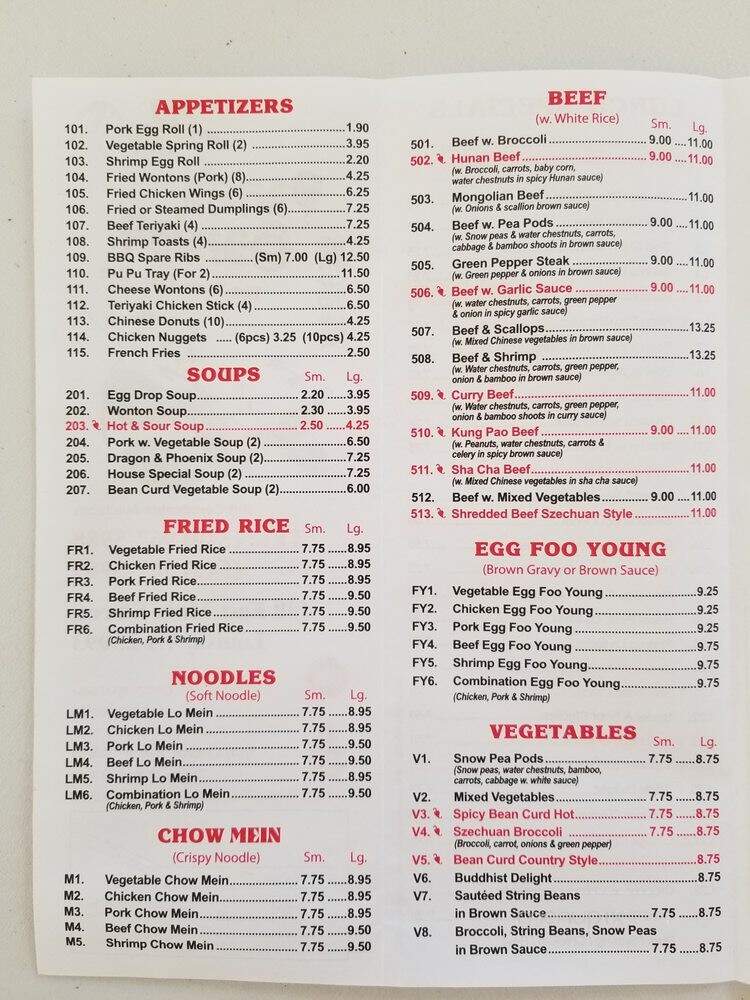 APPETIZERS
101. Pork Egg Roll (1) ...1.90
102. Vegetable Spring Roll (2) ...3.95
103. Shrimp Egg Roll ...2.20
104. Fried Wontons (Pork) (8)...4.25
105. Fried Chicken Wings (6) ...6.25
106. Fried or Steamed Dumplings (6)...7.25
107. Beef Teriyaki (4) ...7.25
108. Shrimp Toasts (4)...4.25
109. BBQ Spare Ribs ...(Sm) 7.00 (Lg) 12.50
110. Pu Pu Tray (For 2)...11.50
111. Cheese Wontons (6)...6.50
112. Teriyaki Chicken Stick (4) ...6.50
113. Chinese Donuts (10)...4.25
114. Chicken Nuggets ..... (6pcs) 3.25 (10pcs) 4.25
115. French Fries ...2.50
SOUPS Sm. Lg.
201. Egg Drop Soup...2.20 ...3.95
202. Wonton Soup...2.30 ...3.95
203. Hot & Sour Soup...2.50 .....4.25
204. Pork w. Vegetable Soup (2) ...6.50
205. Dragon & Phoenix Soup (2)...7.25
206. House Special Soup (2) ...7.25
207. Bean Curd Vegetable Soup (2)...6.00
FRIED RICE Sm. Lg.
FR1. Vegetable Fried Rice ...7.75 ......8.95
FR2. Chicken Fried Rice ...7.75 ......8.95
FR3. Pork Fried Rice...7.75 ......8.95
FR4. Beef Fried Rice...7.75 ......9.50
FR5. Shrimp Fried Rice...7.75 ......9.50
FR6. Combination Fried Rice...7.75 ......9.50
(Chicken, Pork & Shrimp)
NOODLES
(Soft Noodle) Sm. Lg.
LM1. Vegetable Lo Mein ...7.75 ......8.95
LM2. Chicken Lo Mein ...7.75 ......8.95
LM3. Pork Lo Mein ...7.75 ......9.50
LM4. Beef Lo Mein...7.75 ......9.50
LM5. Shrimp Lo Mein...7.75 ......8.95
LM6. Combination Lo Mein...7.75 ......9.50
(Chicken, Pork & Shrimp)
CHOW MEIN
(Crispy Noodle) Sm. Lg.
M1. Vegetable Chow Mein...7.75 ......8.95
M2. Chicken Chow Mein...7.75 ......8.95
M3. Pork Chow Mein...7.75 ......8.95
M4. Beef Chow Mein...7.75 ......9.50
M5. Shrimp Chow Mein ...7.75 ......9.50
BEEF
(w. White Rice) Sm. Lg.
501. Beef w. Broccoli...9.00 ....11.00
502. Hunan Beef...9.00 ....11.00
(w. Broccoli, carrots, baby corn,
water chestnuts in spicy Hunan sauce)
503. Mongolian Beef...11.00
(w. Onions & scallion brown sauce)
504. Beef w. Pea Pods...9.00 ....11.00
(w. Snow peas & water chestnuts, carrots,
cabbage & bamboo shoots in brown sauce)
505. Green Pepper Steak ...9.00 ....11.00
(w. Green pepper & onions in brown sauce)
506. Beef w. Garlic Sauce ...9.00 ....11.00
(w. water chestnuts, carrots, green pepper
& onion in spicy garlic sauce)
507. Beef & Scallops...13.25
(w. Mixed Chinese vegetables in brown sauce)
508. Beef & Shrimp ...13.25
(w. Water chestnuts, carrots, green pepper,
onion & bamboo in brown sauce)
509. Curry Beef...11.00
(w. Water chestnuts, carrots, green pepper,
onion & bamboo shoots in curry sauce)
510. Kung Pao Beef ...9.00 ....11.00
(w. Peanuts, water chestnuts, carrots &
celery in spicy brown sauce)
511. Sha Cha Beef...11.00
(w. Mixed Chinese vegetables in sha cha sauce)
512. Beef w. Mixed Vegetables...9.00 ....11.00
513. Shredded Beef Szechuan Style ...11.00
EGG FOO YOUNG
(Brown Gravy or Brown Sauce)
FY1. Vegetable Egg Foo Young ...9.25
FY2. Chicken Egg Foo Young...9.25
FY3. Pork Egg Foo Young ...9.25
FY4. Beef Egg Foo Young ...9.75
FY5. Shrimp Egg Foo Young...9.75
FY6. Combination Egg Foo Young...9.75
(Chicken, Pork & Shrimp)
VEGETABLES Sm. Lg.
V1. Snow Pea Pods...7.75 ......8.75
(Snow peas, water chestnuts, bamboo,
carrots, cabbage w. white sauce)
V2. Mixed Vegetables...7.75 ......8.75
V3. Spicy Bean Curd Hot...7.75 ......8.75
V4. Szechuan Broccoli ...7.75 ......8.75
(Broccoli, carrot, onions & green pepper)
V5. Bean Curd Country Style...8.75
V6. Buddhist Delight...8.75
V7. Sautéed String Beans
in Brown Sauce...7.75 ......8.75
V8. Broccoli, String Beans, Snow Peas
in Brown Sauce...7.75 ......8.75